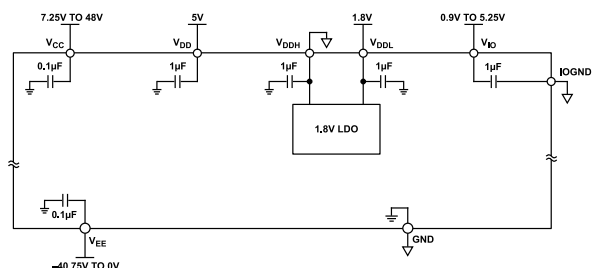 7.25V TO 48V
5V
1.8V
0.9V TO 5.25V
VCC
VDD
VDDH
VDDL
VIO
0.1µF
1µF
1µF
1µF
1µF
IOGND
1.8V LDO
0.1µF
VEE
GND
–40.75V TO 0V